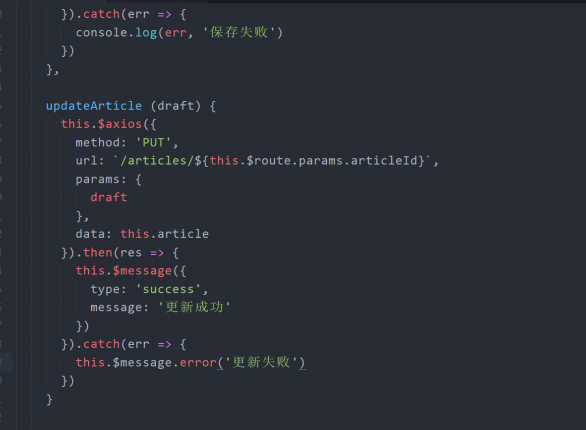 }).catch(err => {
console.log(err, '保存失败')
})
},
updateArticle (draft) {
this.$axios({
method: 'PUT',
url: `/articles/${this.$route.params.articleId}`,
params: {
draft
},
data: this.article
}).then(res => {
this.$message({
type: 'success',
message: '更新成功'
})
}).catch(err => {
this.$message.error('更新失败')
})
}